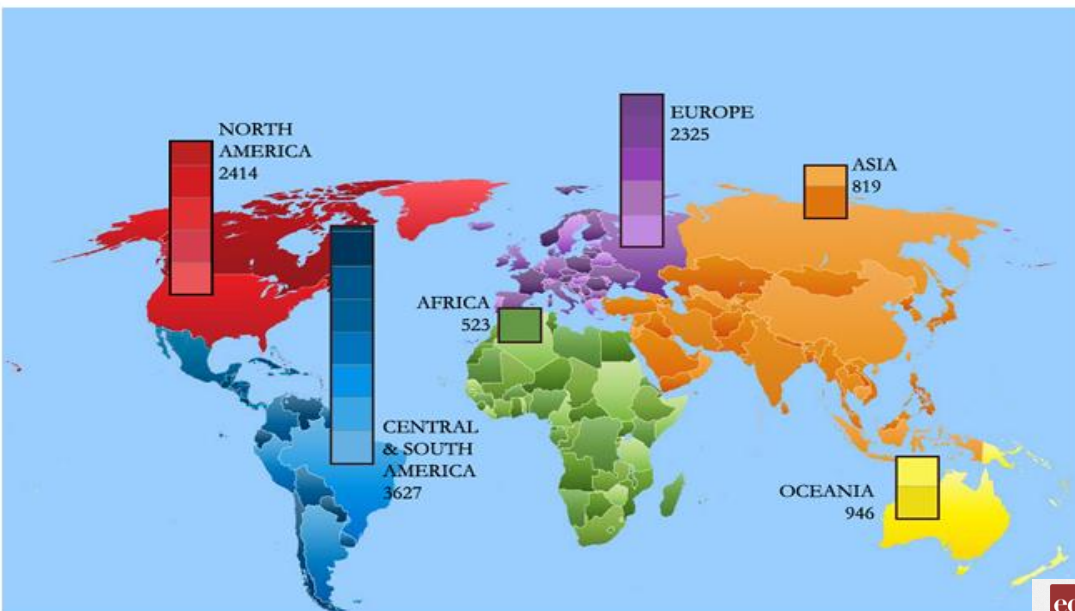 NORTH
AMERICA
2414
EUROPE
2325
ASIA
819
AFRICA
523
CENTRAL
& SOUTH
AMERICA
3627
OCEANIA
946